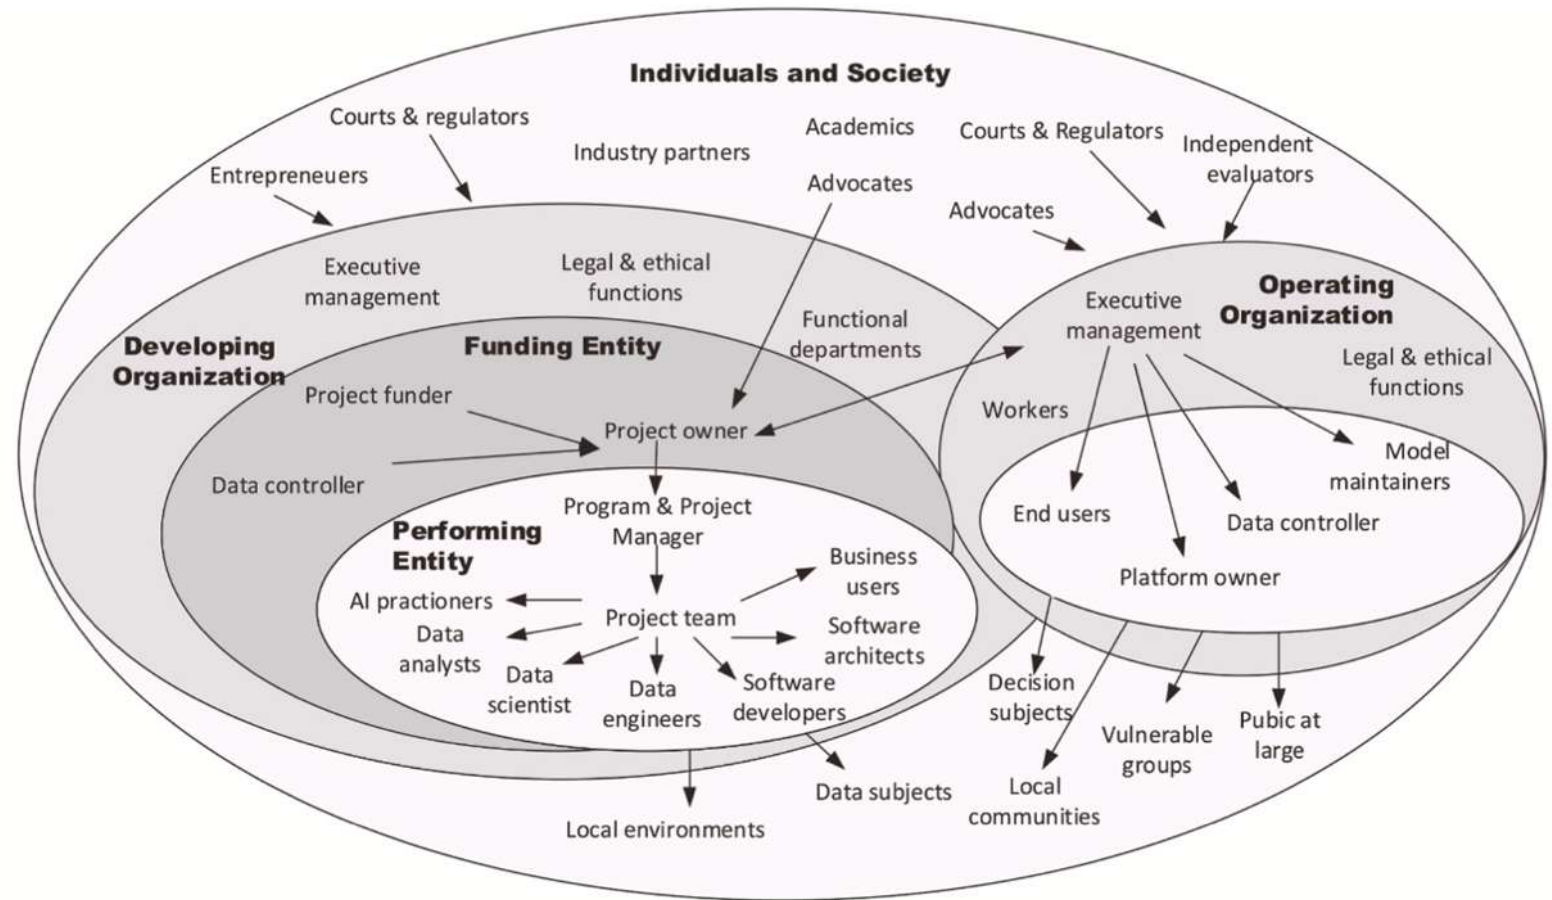 Individuals and Society
Courts & regulators
Industry partners
Academics
Courts & Regulators
Independent
evaluators
Entrepreneuers
Advocates
Advocates
Executive
management
Legal & ethical
functions
Functional
departments
Executive
management
Operating
Organization
Legal & ethical
functions
Developing
Organization
Funding Entity
Project funder
Project owner
Data controller
Workers
Model
maintainers
End users
Data controller
Platform owner
Program & Project
Manager
Performing
Entity
AI practioners
Project team
Business
users
Data
analysts
Software
architects
Data
scientist
Data
engineers
Software
developers
Decision
subjects
Vulnerable
groups
Pubic at
large
Data subjects
Local
communities
Local environments